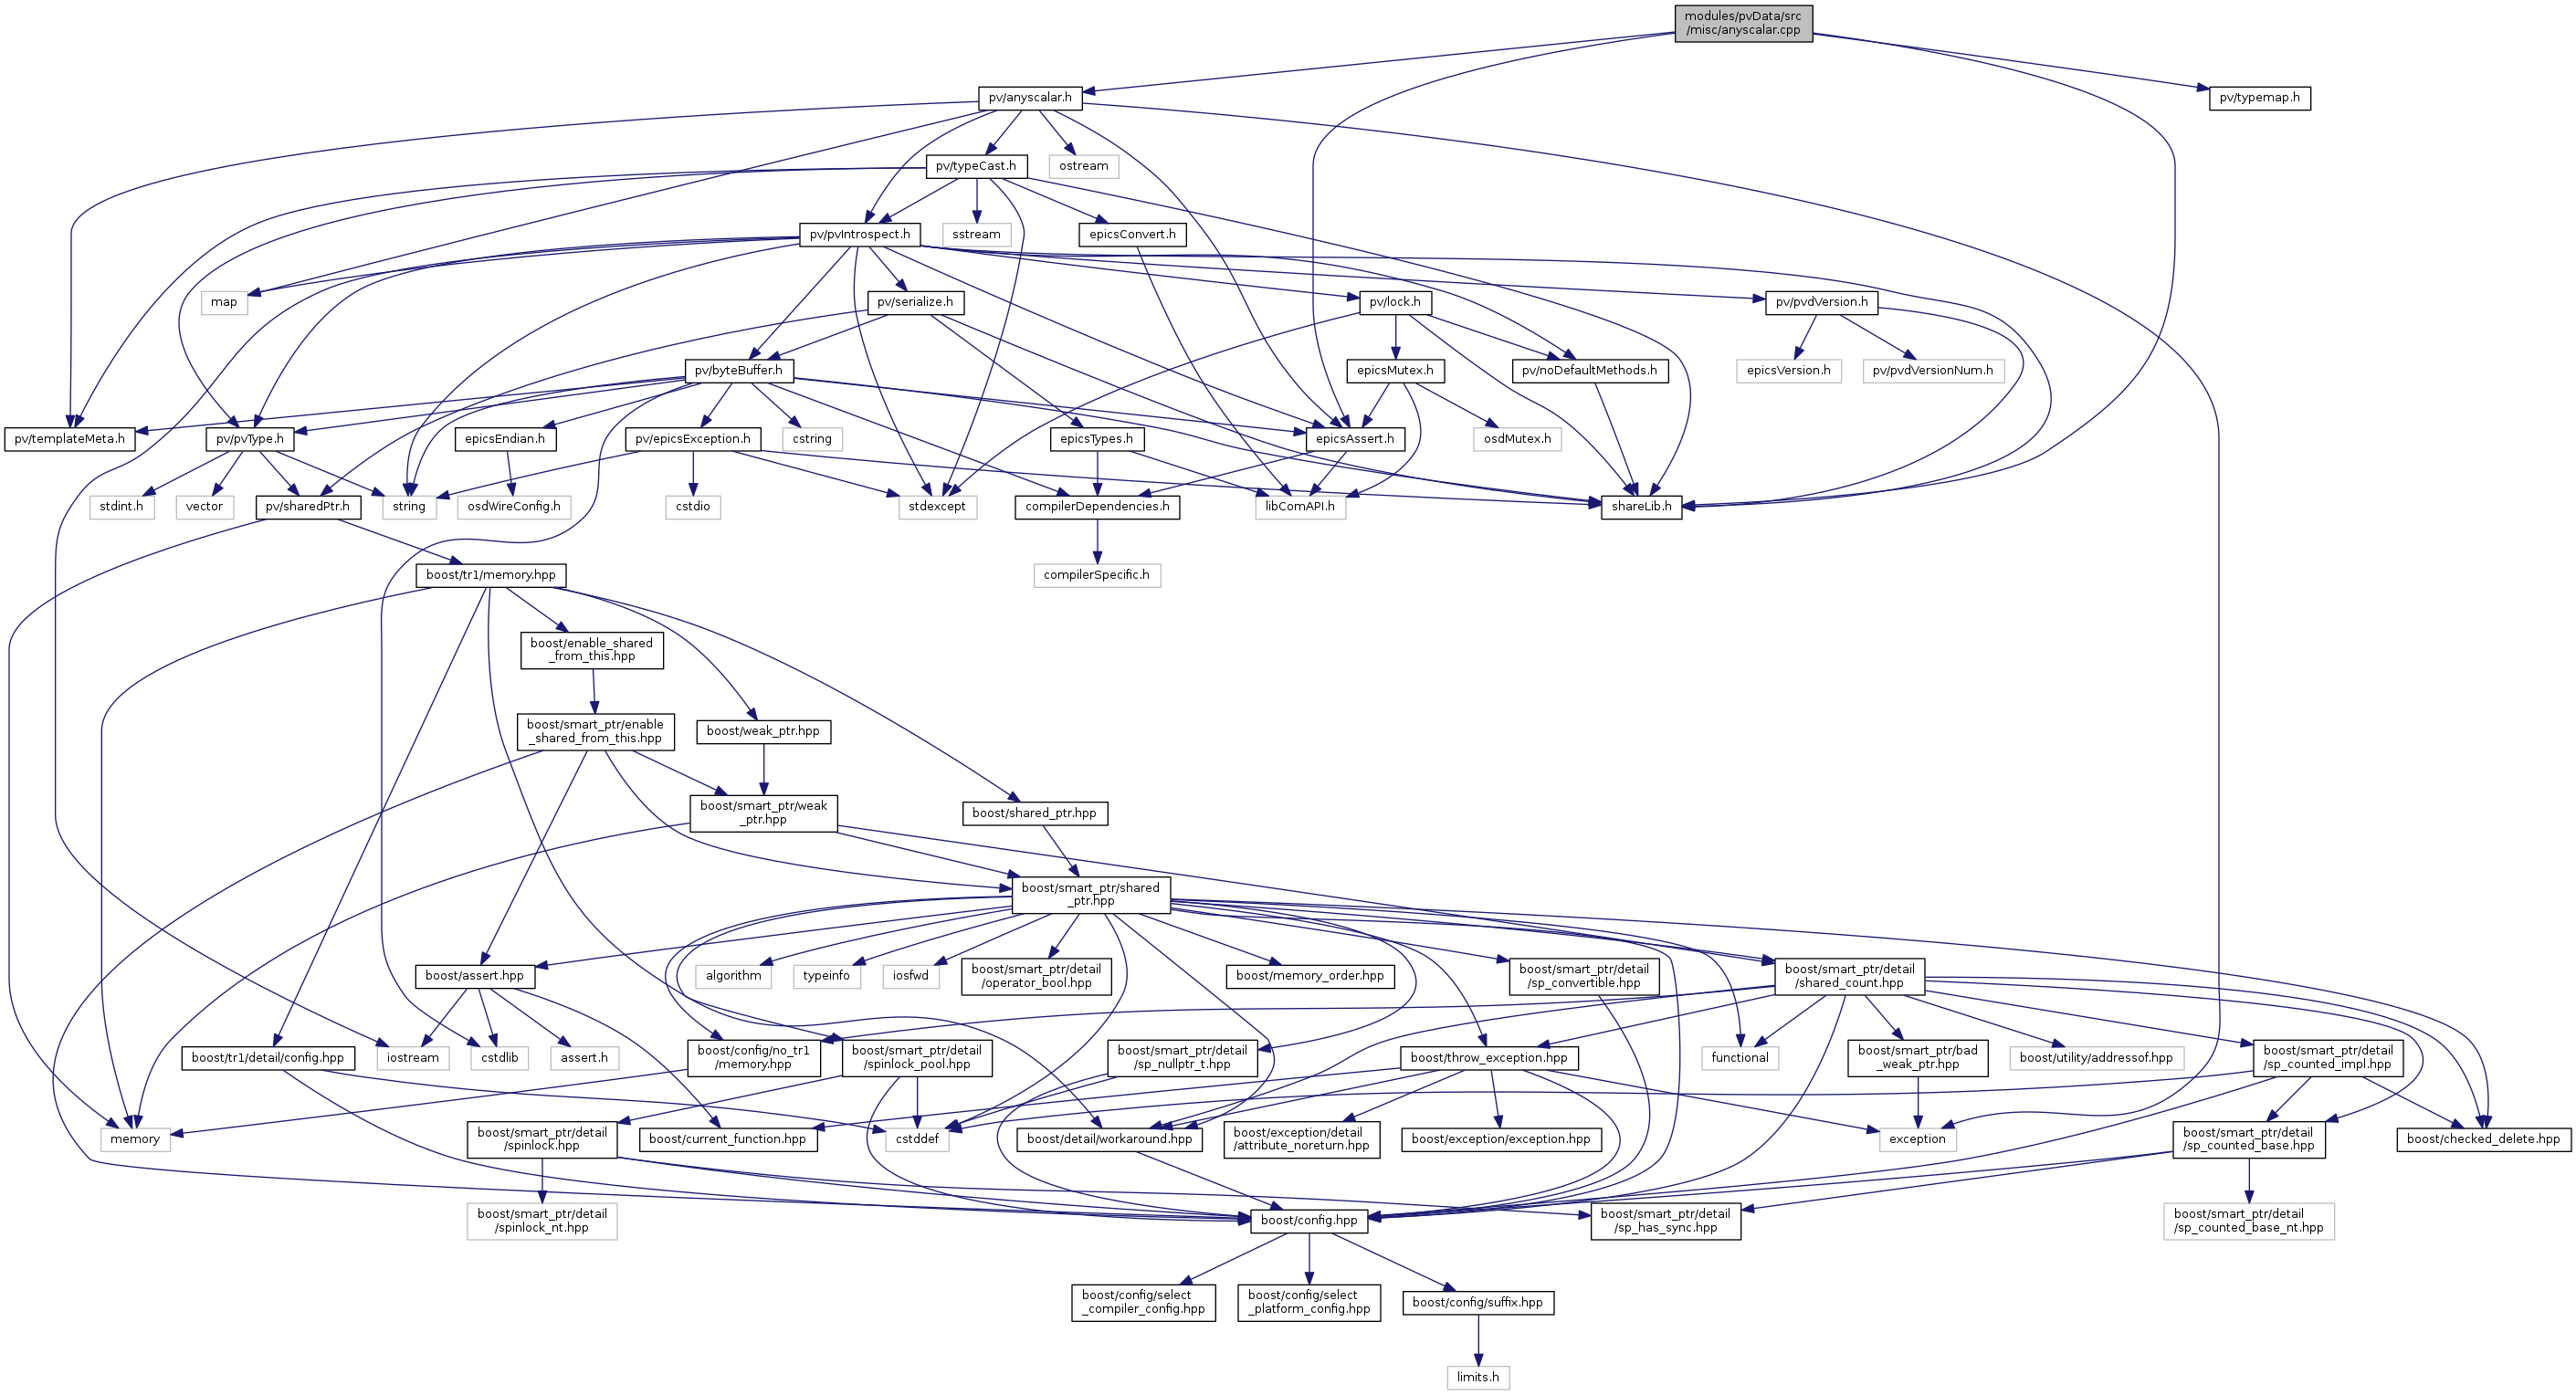 modules/pvData/src
/misc/anyscalar.cpp
pv/anyscalar.h
pv/typemap.h
pv/typeCast.h
ostream
pv/pvIntrospect.h
sstream
epicsConvert.h
map
pv/serialize.h
pv/lock.h
pv/pvdVersion.h
pv/byteBuffer.h
epicsMutex.h
pv/noDefaultMethods.h
epicsVersion.h
pv/pvdVersionNum.h
pv/templateMeta.h
pv/pvType.h
epicsEndian.h
pv/epicsException.h
cstring
epicsTypes.h
epicsAssert.h
osdMutex.h
stdint.h
vector
pv/sharedPtr.h
string
osdWireConfig.h
cstdio
stdexcept
compilerDependencies.h
libComAPI.h
shareLib.h
boost/tr1/memory.hpp
compilerSpecific.h
boost/enable_shared
_from_this.hpp
boost/smart_ptr/enable
_shared_from_this.hpp
boost/weak_ptr.hpp
boost/smart_ptr/weak
_ptr.hpp
boost/shared_ptr.hpp
boost/smart_ptr/shared
_ptr.hpp
boost/assert.hpp
algorithm
typeinfo
iosfwd
boost/smart_ptr/detail
/operator_bool.hpp
boost/memory_order.hpp
boost/smart_ptr/detail
/sp_convertible.hpp
boost/smart_ptr/detail
/shared_count.hpp
boost/tr1/detail/config.hpp
iostream
cstdlib
assert.h
boost/config/no_tr1
/memory.hpp
boost/smart_ptr/detail
/spinlock_pool.hpp
boost/smart_ptr/detail
/sp_nullptr_t.hpp
boost/throw_exception.hpp
functional
boost/smart_ptr/bad
_weak_ptr.hpp
boost/utility/addressof.hpp
boost/smart_ptr/detail
/sp_counted_impl.hpp
memory
boost/smart_ptr/detail
/spinlock.hpp
boost/current_function.hpp
cstddef
boost/detail/workaround.hpp
boost/exception/detail
/attribute_noreturn.hpp
boost/exception/exception.hpp
exception
boost/smart_ptr/detail
/sp_counted_base.hpp
boost/checked_delete.hpp
boost/smart_ptr/detail
/spinlock_nt.hpp
boost/config.hpp
boost/smart_ptr/detail
/sp_has_sync.hpp
boost/smart_ptr/detail
/sp_counted_base_nt.hpp
boost/config/select
_compiler_config.hpp
boost/config/select
_platform_config.hpp
boost/config/suffix.hpp
limits.h